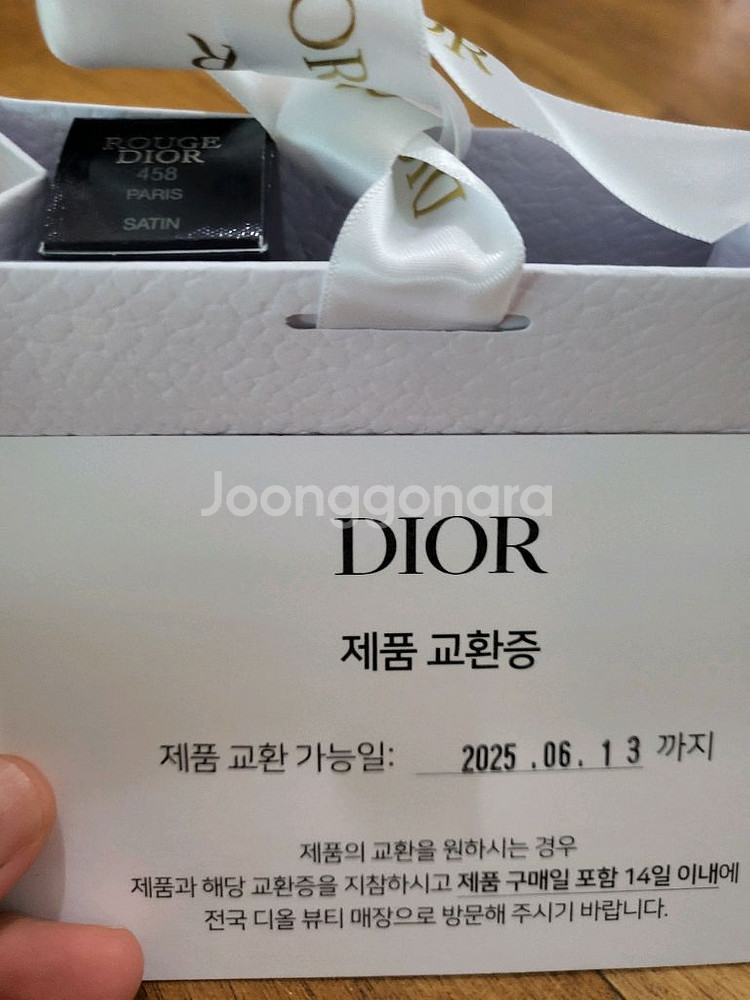 ROUGE
DIOR
458
PARIS
SATIN
Joonggonara
DIOR
제품 교환증
제품 교환 가능일: 2025.06.13 까지
제품의 교환을 원하시는 경우
제품과 해당 교환증을 지참하시고 제품 구매일 포함 14일 이내에
전국 디올 뷰티 매장으로 방문해 주시기 바랍니다.